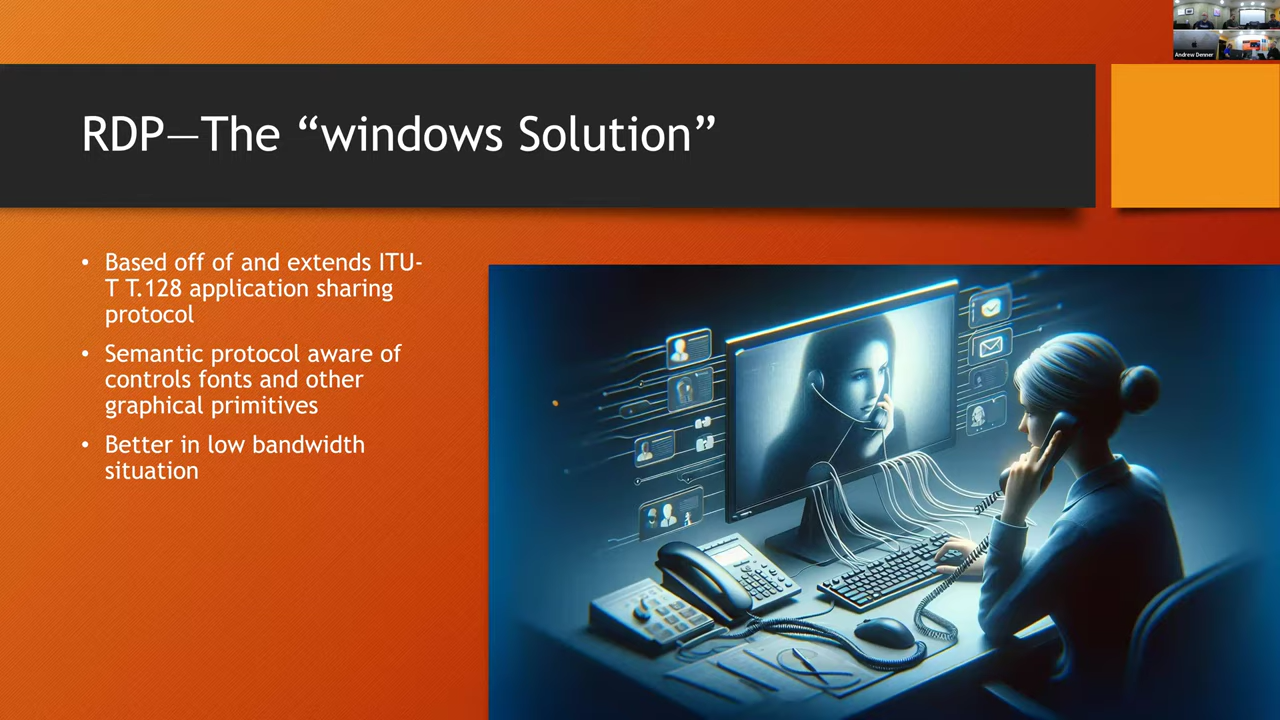 Andrew Denner
RDP—The “windows Solution”
• Based off of and extends ITU-
T T.128 application sharing
protocol
• Semantic protocol aware of
controls fonts and other
graphical primitives
• Better in low bandwidth
situation